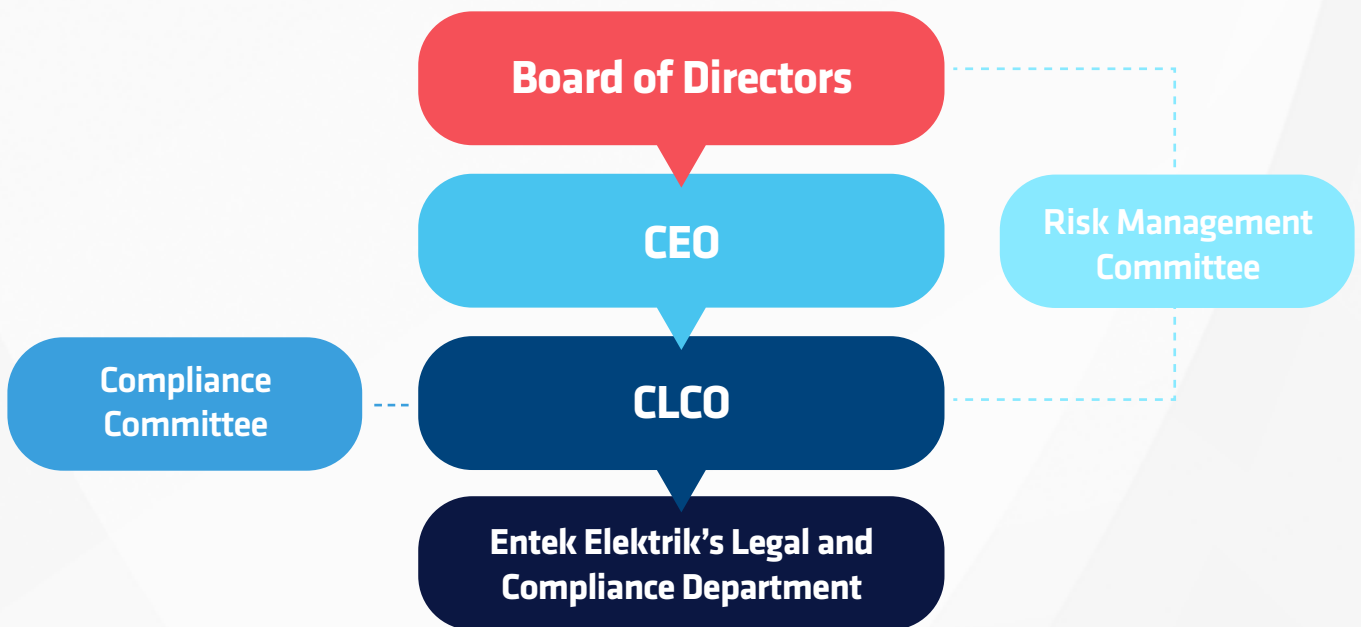 Board of Directors
CEO
Risk Management
Committee
Compliance
Committee
CLCO
Entek Elektrik’s Legal and
Compliance Department